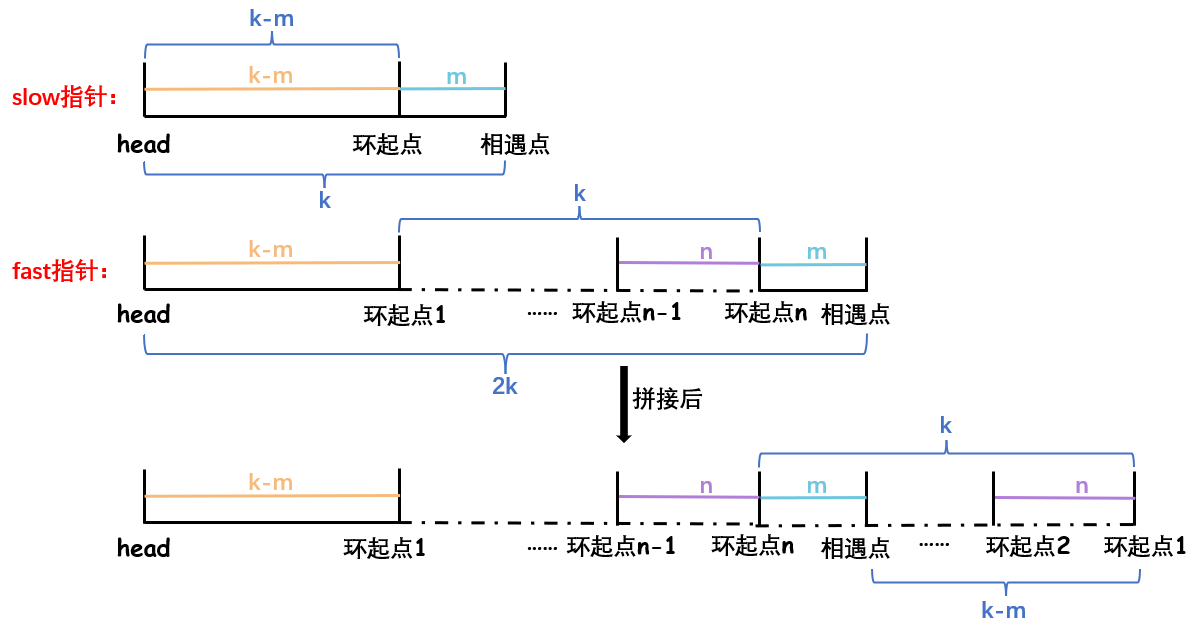 k-m
slow指针：
k-m
m
head
环起点
相遇点
k
k
fast指针：
k-m
n
m
head
环起点1
……
环起点n-1
环起点n
相遇点
2k
拼接后
k
k-m
n
m
n
head
环起点1
……
环起点n-1
环起点n
相遇点
……
环起点2
环起点1
k-m